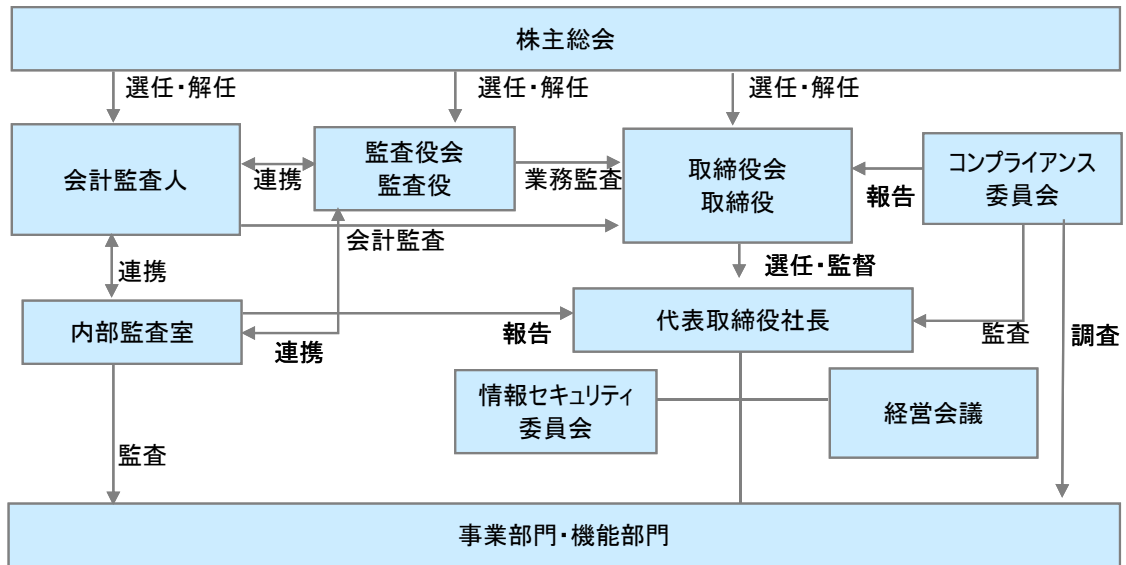 株主総会
選任・解任
選任・解任
選任・解任
会計監査人
連携
監査役会
監査役
業務監査
取締役会
取締役
報告
コンプライアンス
委員会
会計監査
連携
選任・監督
内部監査室
連携
報告
代表取締役社長
監査
調査
情報セキュリティ
委員会
経営会議
監査
事業部門・機能部門